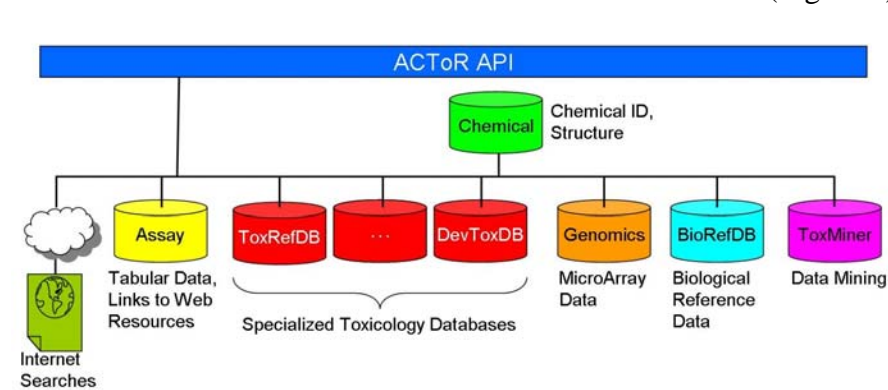 ACToR API
Chemical
Chemical ID,
Structure
Assay
ToxRefDB
...
DevToxDB
Genomics
BioRefDB
ToxMiner
Tabular Data,
Links to Web
Resources
Specialized Toxicology Databases
MicroArray
Data
Biological
Reference
Data
Data Mining
Internet
Searches